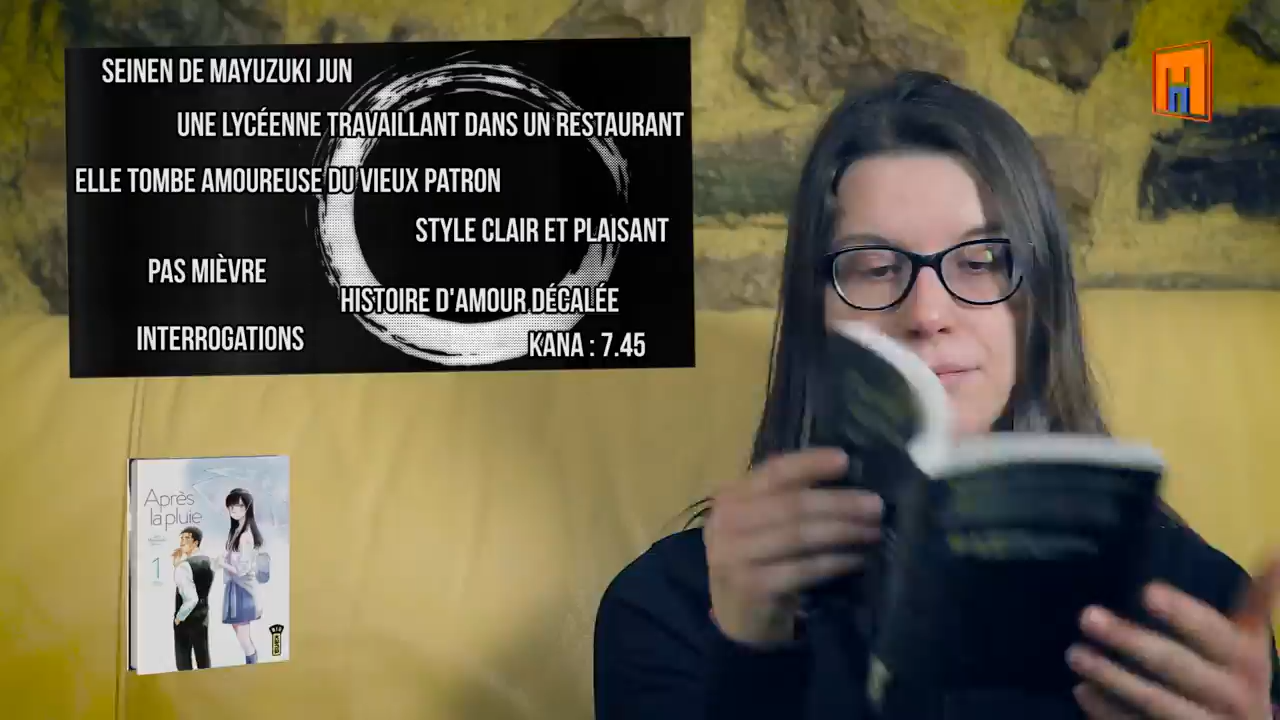 SEINEN DE MAYUZUKI JUN
UNE LYCÉENNE TRAVAILLANT DANS UN RESTAURANT
ELLE TOMBE AMOUREUSE DU VIEUX PATRON
STYLE CLAIR ET PLAISANT
PAS MIÈVRE
HISTOIRE D'AMOUR DÉCALÉE
INTERROGATIONS
KANA : 7.45
H
Après
la pluie
1
KANA